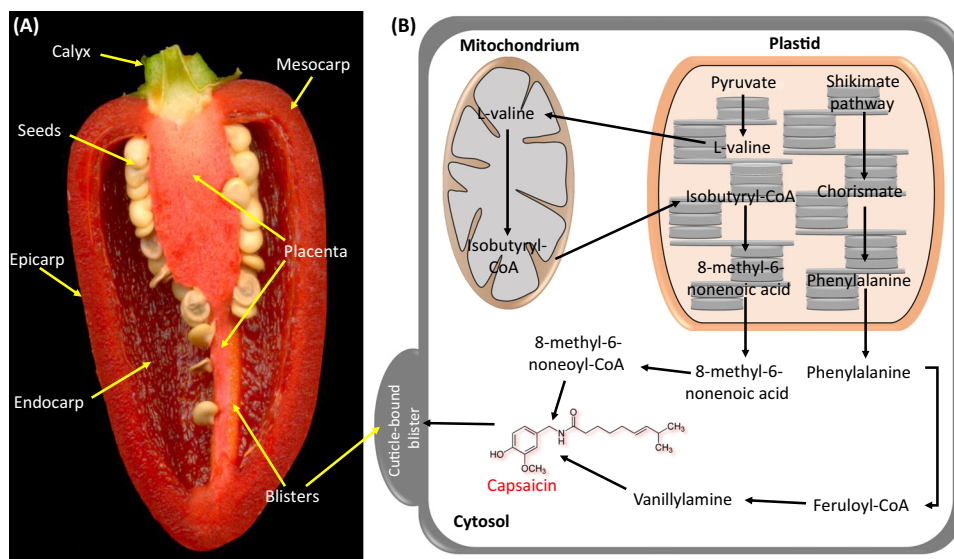 (A)
Calyx
Mesocarp
Seeds
Placenta
Epicarp
Endocarp
Blisters
(B)
Mitochondrium
L-valine
Isobutyryl-
CoA
Plastid
Pyruvate
L-valine
Isobutyryl-CoA
8-methyl-6-
nonenoic acid
Shikimate
pathway
Chorismate
Phenylalanine
8-methyl-6-
noneoyl-CoA
8-methyl-6-
nonenoic acid
Phenylalanine
Cuticle-bound
blister
O
N
H
CH₃
CH₃
HO
OCH₃
Capsaicin
Vanillylamine
Feruloyl-CoA
Cytosol